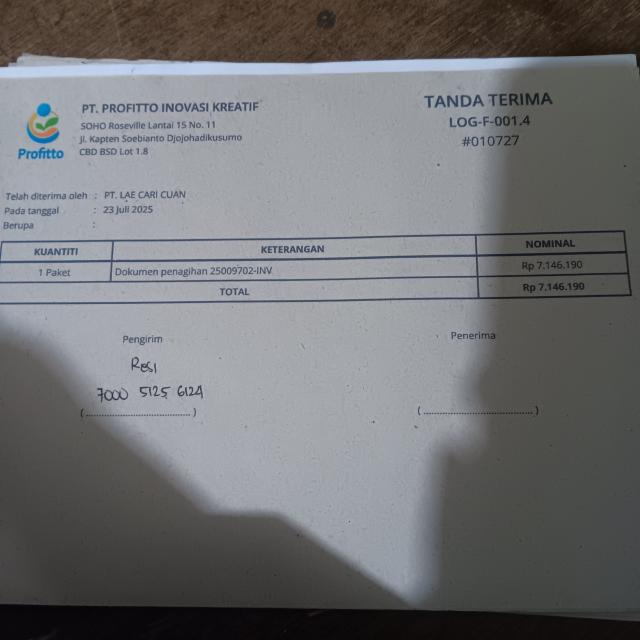 Profitto
PT. PROFITTO INOVASI KREATIF
SOHO Roseville Lantai 15 No. 11
Jl. Kapten Soebianto Djojohadikusumo
CBD BSD Lot 1.8
TANDA TERIMA
LOG-F-001.4
#010727
Telah diterima oleh : PT. LAE CARI CUAN
Pada tanggal : 23 Juli 2025
Berupa :
KUANTITI KETERANGAN NOMINAL
1 Paket Dokumen penagihan 25009702-INV Rp 7.146.190
TOTAL Rp 7.146.190
Pengirim Penerima
Resi
7000 5125 6124
(....................................) (....................................)